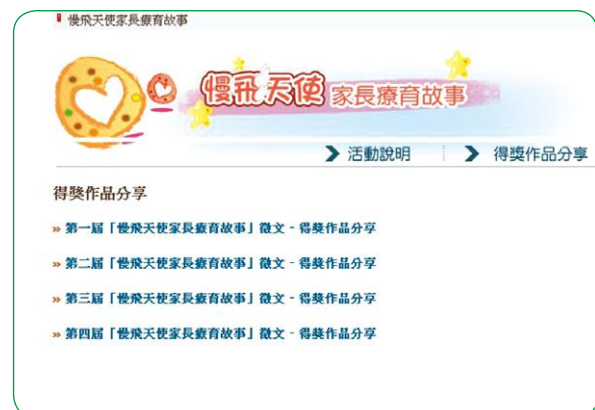 慢飛天使家長療育故事
慢飛天使 家長療育故事
活動說明
得獎作品分享
得獎作品分享
» 第一屆「慢飛天使家長療育故事」徵文 - 得獎作品分享
» 第二屆「慢飛天使家長療育故事」徵文 - 得獎作品分享
» 第三屆「慢飛天使家長療育故事」徵文 - 得獎作品分享
» 第四屆「慢飛天使家長療育故事」徵文 - 得獎作品分享